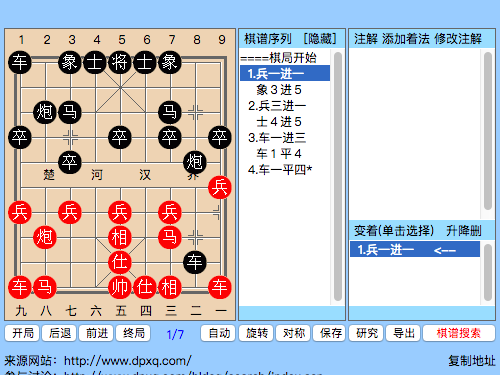 1 2 3 4 5 6 7 8 9
车 象 士 将 士 象
炮 马 马
卒 卒 卒 卒
卒 炮
楚 河 汉 界
兵
兵 兵 兵 兵
炮 相 马
仕 车
车 马 帅 仕 相 车
九 八 七 六 五 四 三 二 一
棋谱序列 [隐藏]
====棋局开始
1.兵一进一
象３进５
2.兵三进一
士４进５
3.车一进三
车１平４
4.车一平四*
注解 添加着法 修改注解
变着(单击选择) 升降删
1.兵一进一 <--
开局 后退 前进 终局 1/7 自动 旋转 对称 保存 研究 导出 棋谱搜索
来源网站: http://www.dpxq.com/ 复制地址